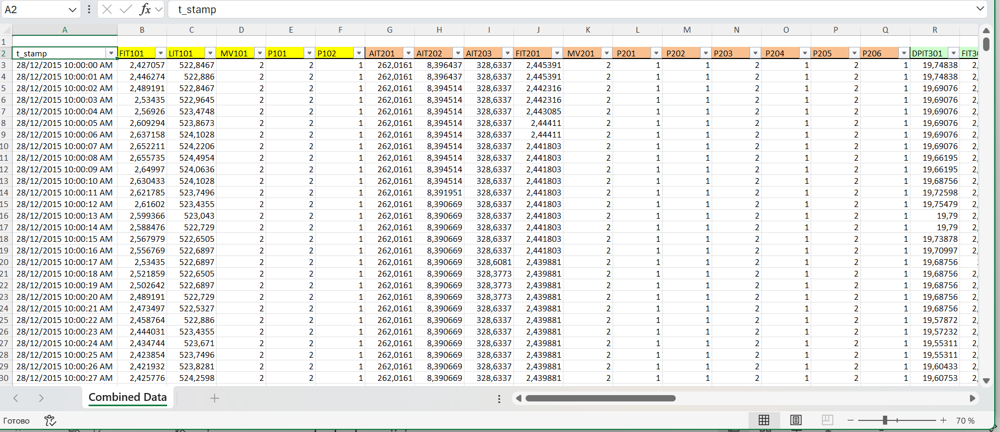 A2 fx t_stamp
A B C D E F G H I J K L M N O P Q R
1
2 t_stamp FIT101 LIT101 MV101 P101 P102 AIT201 AIT202 AIT203 FIT201 MV201 P201 P202 P203 P204 P205 P206 DPIT301
3 28/12/2015 10:00:00 AM 2,427057 522,8467 2 2 1 262,0161 8,396437 328,6337 2,445391 2 1 1 2 1 2 1 19,74838 2,
4 28/12/2015 10:00:01 AM 2,446274 522,886 2 2 1 262,0161 8,396437 328,6337 2,445391 2 1 1 2 1 2 1 19,74838 2,
5 28/12/2015 10:00:02 AM 2,489191 522,8467 2 2 1 262,0161 8,394514 328,6337 2,442316 2 1 1 2 1 2 1 19,69076 2,
6 28/12/2015 10:00:03 AM 2,53435 522,9645 2 2 1 262,0161 8,394514 328,6337 2,442316 2 1 1 2 1 2 1 19,69076 2,
7 28/12/2015 10:00:04 AM 2,56926 523,4748 2 2 1 262,0161 8,394514 328,6337 2,443085 2 1 1 2 1 2 1 19,69076 2,
8 28/12/2015 10:00:05 AM 2,609294 523,8673 2 2 1 262,0161 8,394514 328,6337 2,44411 2 1 1 2 1 2 1 19,69076 2,
9 28/12/2015 10:00:06 AM 2,637158 524,1028 2 2 1 262,0161 8,394514 328,6337 2,44411 2 1 1 2 1 2 1 19,69076 2,
10 28/12/2015 10:00:07 AM 2,652211 524,2206 2 2 1 262,0161 8,394514 328,6337 2,441803 2 1 1 2 1 2 1 19,69076 2,
11 28/12/2015 10:00:08 AM 2,655735 524,4954 2 2 1 262,0161 8,394514 328,6337 2,441803 2 1 1 2 1 2 1 19,66195 2,
12 28/12/2015 10:00:09 AM 2,64997 524,0636 2 2 1 262,0161 8,394514 328,6337 2,441803 2 1 1 2 1 2 1 19,66195 2,
13 28/12/2015 10:00:10 AM 2,630433 524,1028 2 2 1 262,0161 8,394514 328,6337 2,441803 2 1 1 2 1 2 1 19,68756 2,
14 28/12/2015 10:00:11 AM 2,621785 523,7496 2 2 1 262,0161 8,391951 328,6337 2,441803 2 1 1 2 1 2 1 19,72598 2,
15 28/12/2015 10:00:12 AM 2,61602 523,4355 2 2 1 262,0161 8,390669 328,6337 2,441803 2 1 1 2 1 2 1 19,75479 2,
16 28/12/2015 10:00:13 AM 2,599366 523,043 2 2 1 262,0161 8,390669 328,6337 2,441803 2 1 1 2 1 2 1 19,79 2,
17 28/12/2015 10:00:14 AM 2,588476 522,729 2 2 1 262,0161 8,390669 328,6337 2,441803 2 1 1 2 1 2 1 19,79 2,
18 28/12/2015 10:00:15 AM 2,567979 522,6505 2 2 1 262,0161 8,390669 328,6337 2,441803 2 1 1 2 1 2 1 19,73878 2,
19 28/12/2015 10:00:16 AM 2,556769 522,6897 2 2 1 262,0161 8,390669 328,6337 2,441803 2 1 1 2 1 2 1 19,70997 2,
20 28/12/2015 10:00:17 AM 2,53435 522,6897 2 2 1 262,0161 8,390669 328,6081 2,439881 2 1 1 2 1 2 1 19,68756
21 28/12/2015 10:00:18 AM 2,521859 522,6505 2 2 1 262,0161 8,390669 328,3773 2,439881 2 1 1 2 1 2 1 19,68756 2,
22 28/12/2015 10:00:19 AM 2,502642 522,6897 2 2 1 262,0161 8,390669 328,3773 2,439881 2 1 1 2 1 2 1 19,68756 2,
23 28/12/2015 10:00:20 AM 2,489191 522,729 2 2 1 262,0161 8,390669 328,3773 2,439881 2 1 1 2 1 2 1 19,68756 2,
24 28/12/2015 10:00:21 AM 2,473497 522,5327 2 2 1 262,0161 8,390669 328,6337 2,439881 2 1 1 2 1 2 1 19,68756 2,
25 28/12/2015 10:00:22 AM 2,458764 522,886 2 2 1 262,0161 8,390669 328,6337 2,439881 2 1 1 2 1 2 1 19,57872 2,
26 28/12/2015 10:00:23 AM 2,444031 523,4355 2 2 1 262,0161 8,390669 328,6337 2,439881 2 1 1 2 1 2 1 19,57232 2,
27 28/12/2015 10:00:24 AM 2,434744 523,671 2 2 1 262,0161 8,390669 328,6337 2,439881 2 1 1 2 1 2 1 19,55311 2,
28 28/12/2015 10:00:25 AM 2,423854 523,7496 2 2 1 262,0161 8,390669 328,6337 2,439881 2 1 1 2 1 2 1 19,55311 2,
29 28/12/2015 10:00:26 AM 2,421932 523,8281 2 2 1 262,0161 8,390669 328,6337 2,439881 2 1 1 2 1 2 1 19,60433 2,
30 28/12/2015 10:00:27 AM 2,425776 524,2598 2 2 1 262,0161 8,390669 328,6337 2,439881 2 1 1 2 1 2 1 19,60753 2,
Combined Data
Готово 70 %